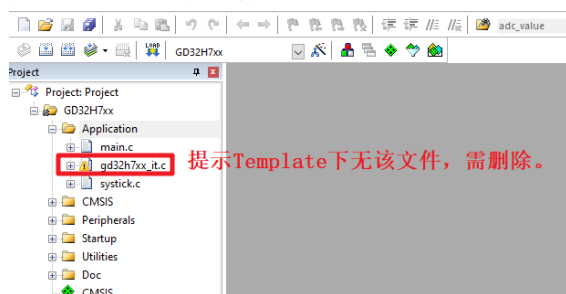 adc_value
LOAD
GD32H7xx
Project
Project: Project
GD32H7xx
Application
main.c
gd32h7xx_it.c
提示Template下无该文件，需删除。
systick.c
CMSIS
Peripherals
Startup
Utilities
Doc
CMSIS